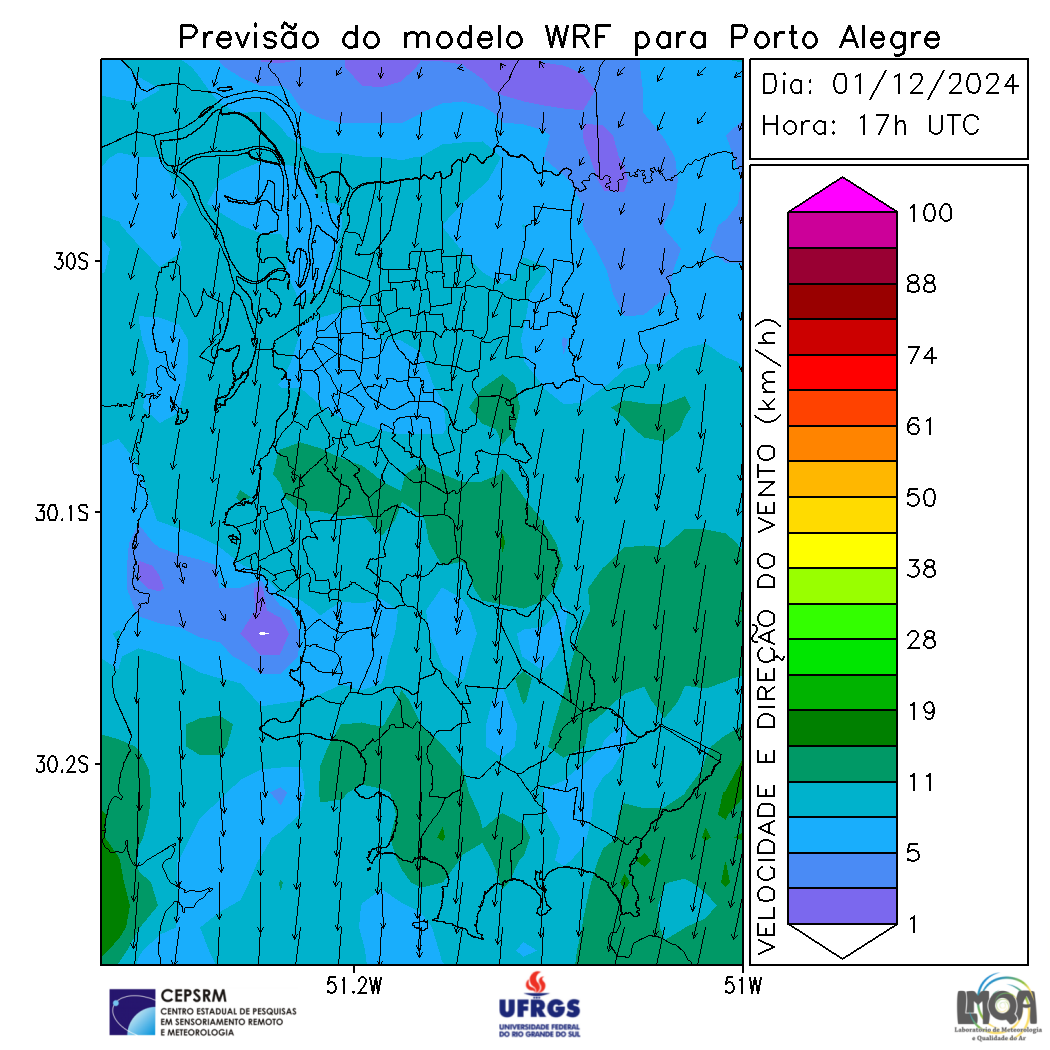 Previsão do modelo WRF para Porto Alegre
Dia: 01/12/2024
Hora: 17h UTC
30S
30.1S
30.2S
51.2W
51W
VELOCIDADE E DIREÇÃO DO VENTO (km/h)
100
88
74
61
50
38
28
19
11
5
1
CEPSRM
CENTRO ESTADUAL DE PESQUISAS
EM SENSORIAMENTO REMOTO
E METEOROLOGIA
UFRGS
UNIVERSIDADE FEDERAL
DO RIO GRANDE DO SUL
LMQA
Laboratório de Meteorologia
e Qualidade do Ar